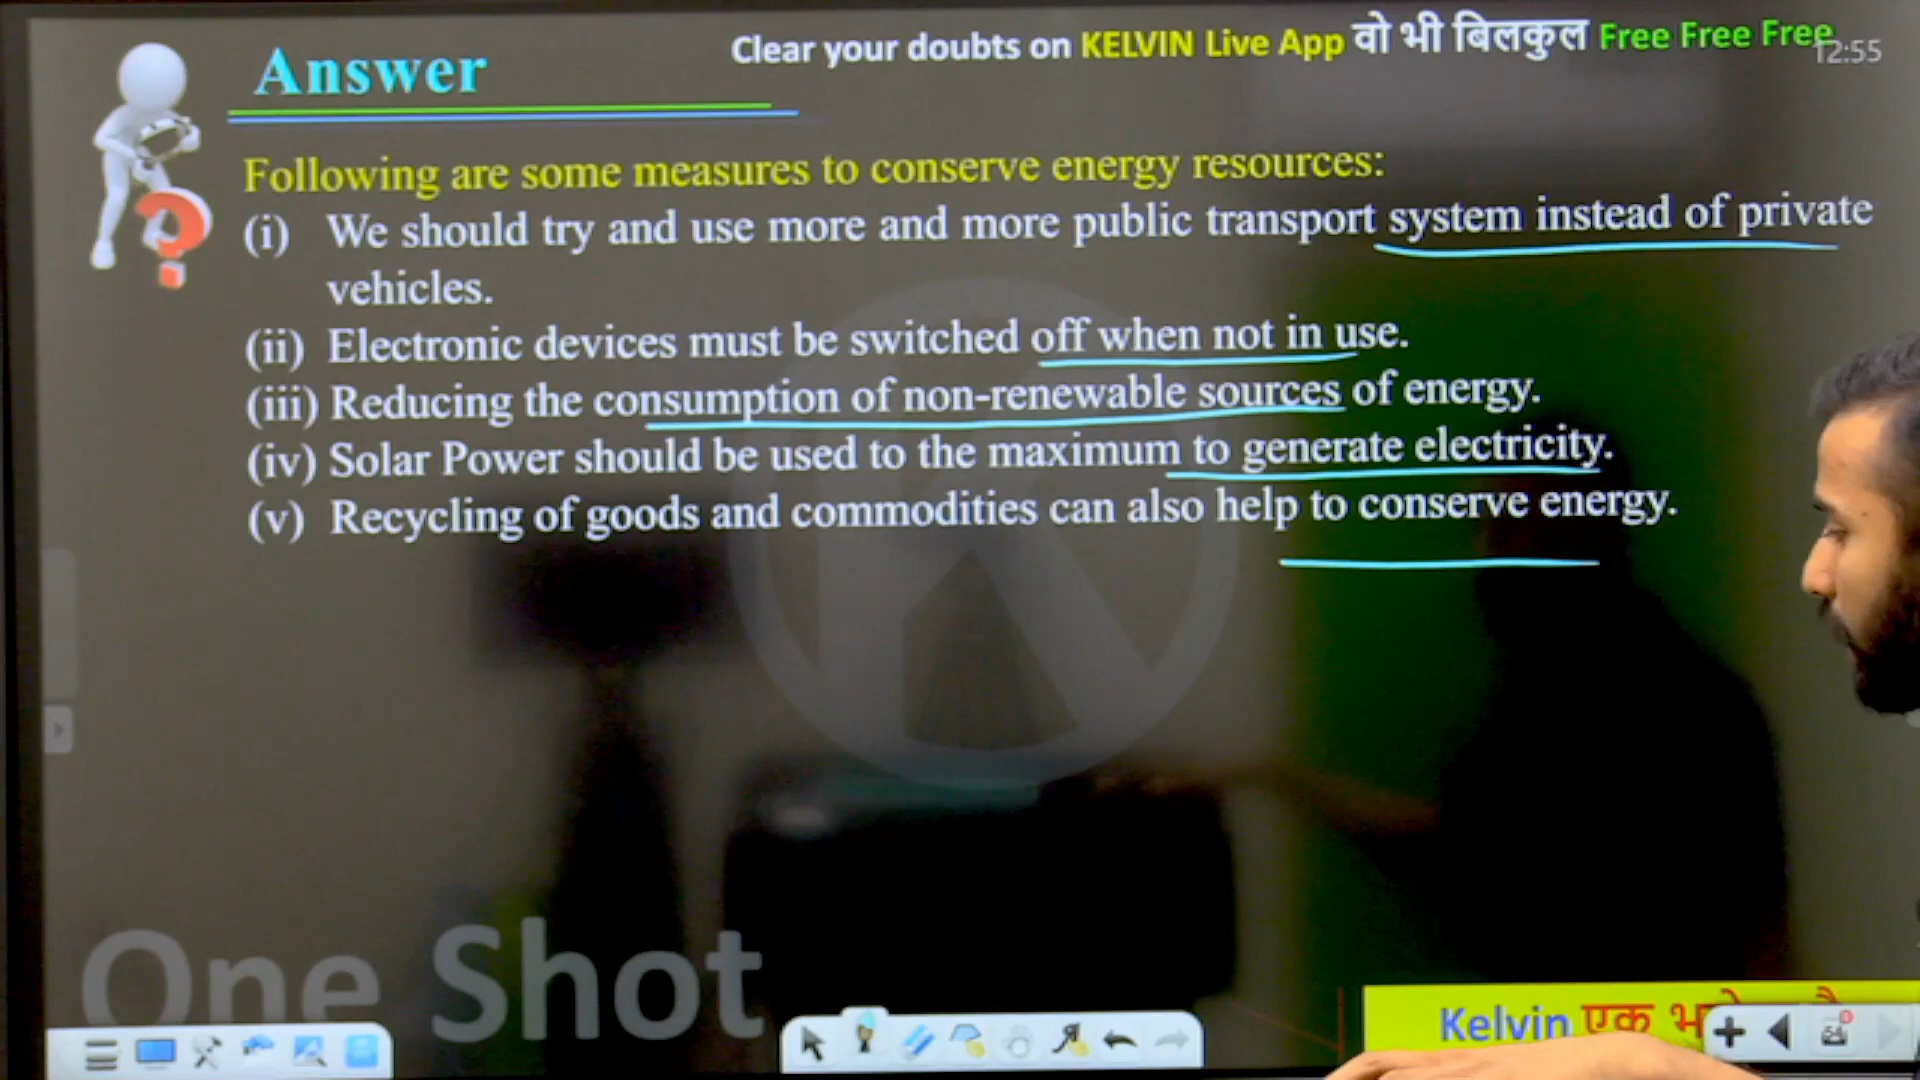 Answer
Clear your doubts on KELVIN Live App वो भी बिलकुल Free Free Free
12:55
Following are some measures to conserve energy resources:
(i) We should try and use more and more public transport system instead of private
vehicles.
(ii) Electronic devices must be switched off when not in use.
(iii) Reducing the consumption of non-renewable sources of energy.
(iv) Solar Power should be used to the maximum to generate electricity.
(v) Recycling of goods and commodities can also help to conserve energy.
One Shot
Kelvin एक